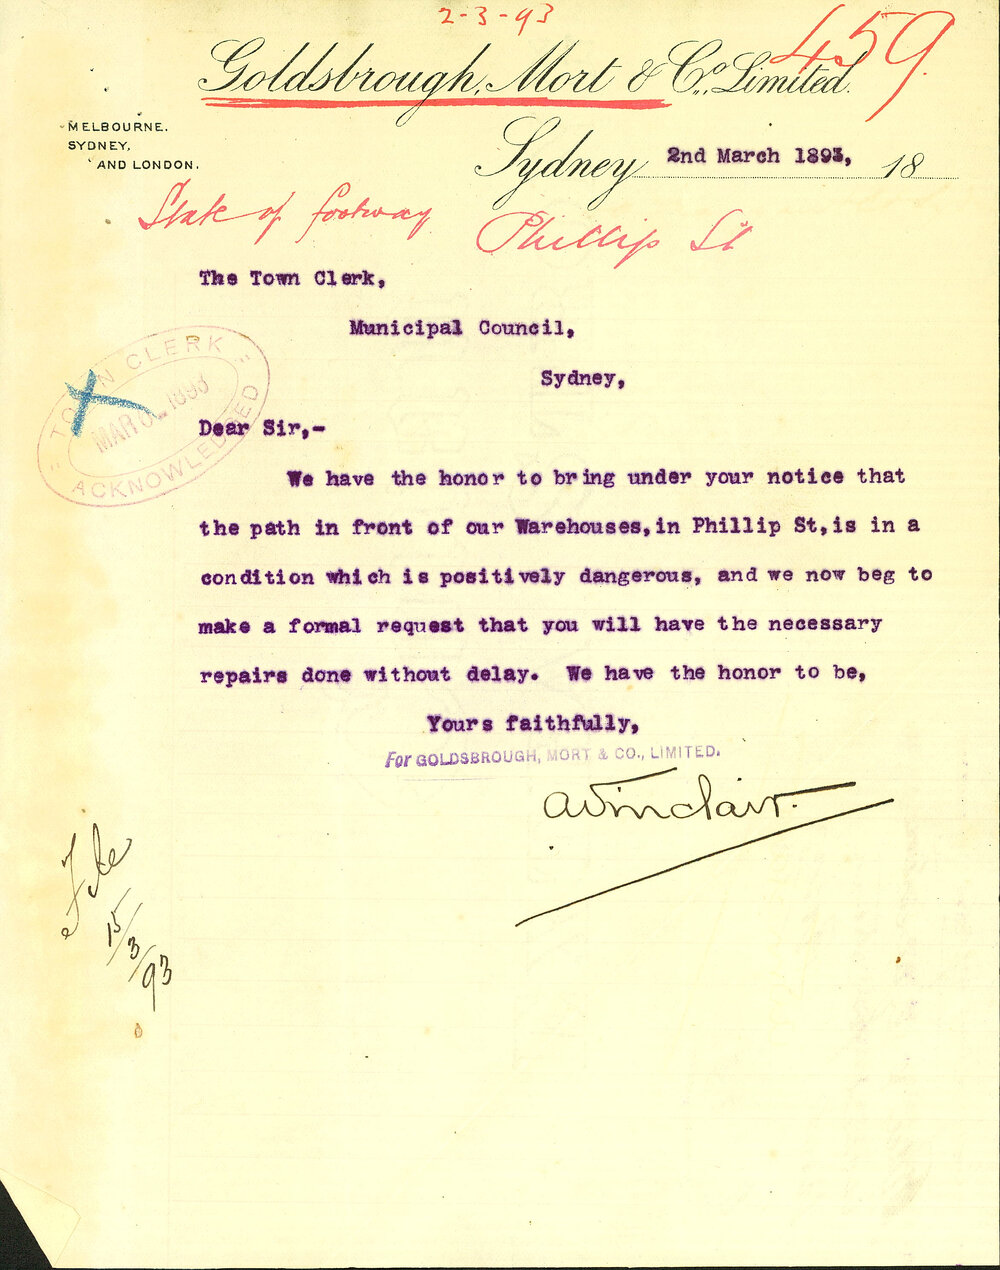 2-3-93
459.
Goldsbrough, Mort & Co., Limited.
MELBOURNE.
SYDNEY,
AND LONDON.
Sydney 2nd March 1893, 18
State of footway Phillip St
The Town Clerk,
Municipal Council,
Sydney,
TOWN CLERK
MAR 1893
ACKNOWLEDGED
X
Dear Sir,-
We have the honor to bring under your notice that
the path in front of our Warehouses, in Phillip St, is in a
condition which is positively dangerous, and we now beg to
make a formal request that you will have the necessary
repairs done without delay. We have the honor to be,
Yours faithfully,
For GOLDSBROUGH, MORT & CO., LIMITED.
File
15/3/93